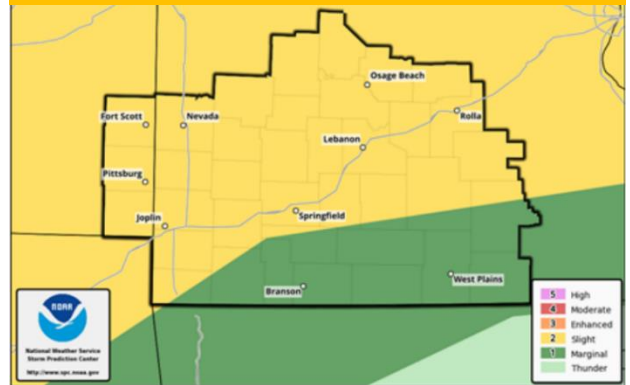 Osage Beach
Fort Scott
Nevada
Rolla
Lebanon
Pittsburg
Joplin
Springfield
Branson
West Plains
NOAA
National Weather Service
Storm Prediction Center
http://www.spc.noaa.gov
5 High
4 Moderate
3 Enhanced
2 Slight
1 Marginal
Thunder